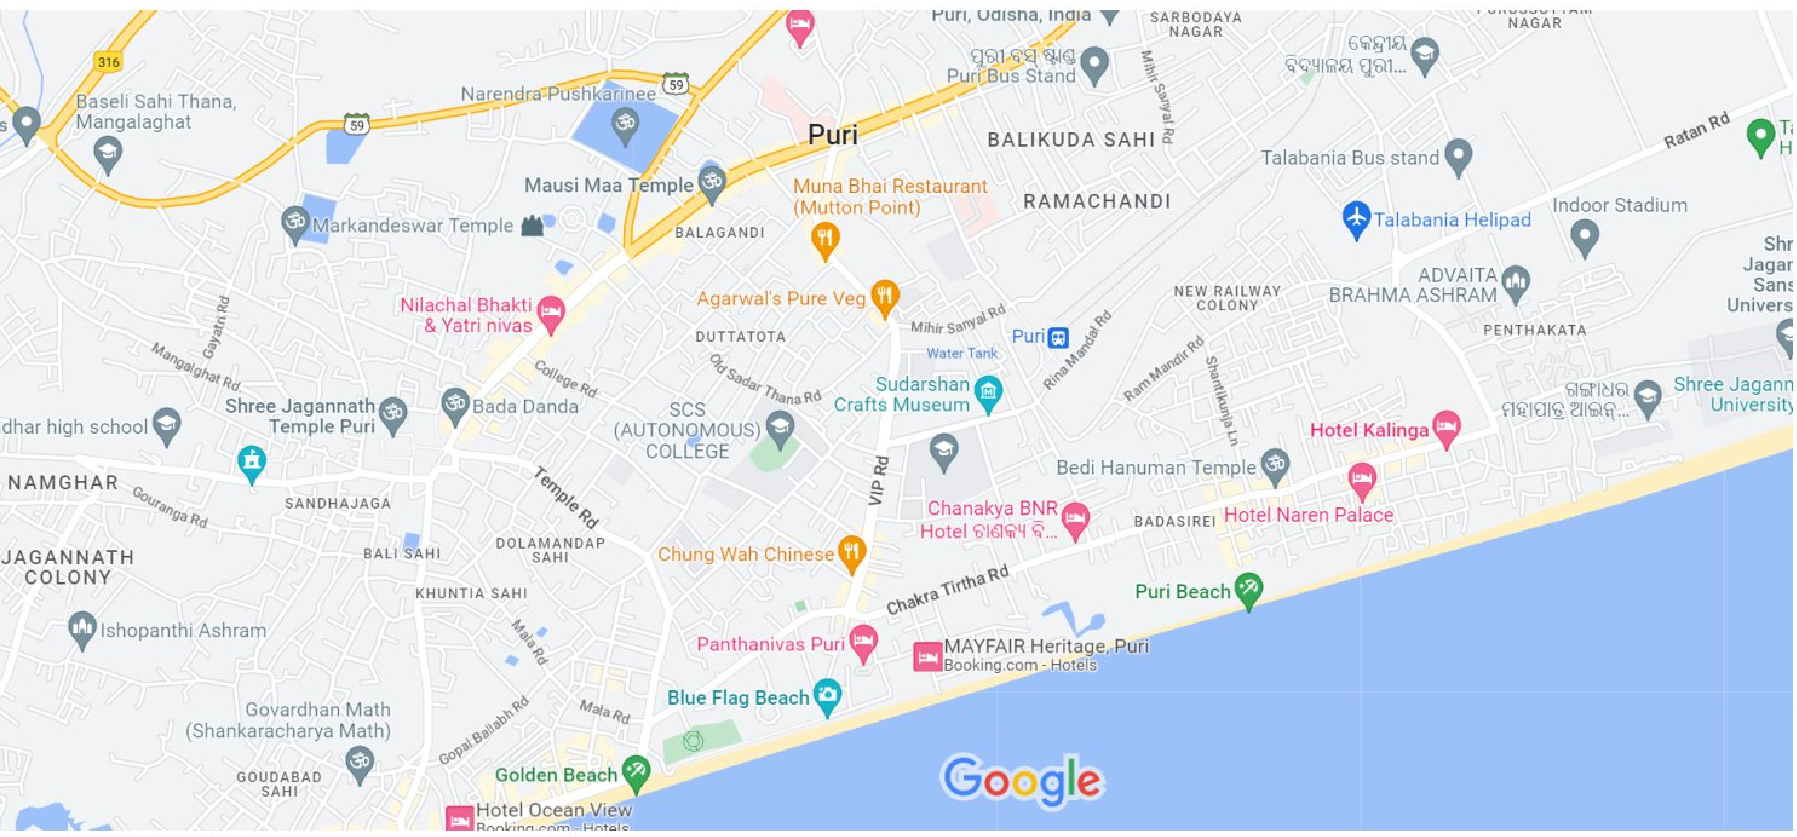 Puri, Odisha, India
SARBODAYA
NAGAR
PURUSSOTTAM
NAGAR
316
59
59
Baseli Sahi Thana,
Mangalaghat
Narendra Pushkarinee
ପୁରୀ ବସ୍ ଷ୍ଟାଣ୍ଡ
Puri Bus Stand
Mihir Sanyal Rd
କେନ୍ଦ୍ରୀୟ
ବିଦ୍ୟାଳୟ ପୁରୀ...
Puri
BALIKUDA SAHI
Ratan Rd
Talabania Bus stand
Mausi Maa Temple
Muna Bhai Restaurant
(Mutton Point)
RAMACHANDI
Indoor Stadium
Talabania Helipad
Markandeswar Temple
BALAGANDI
Shr
Jagar
Sans
Univers
ADVAITA
BRAHMA ASHRAM
NEW RAILWAY
COLONY
Nilachal Bhakti
& Yatri nivas
Agarwal's Pure Veg
Gayatri Rd
DUTTATOTA
Mihir Sanyal Rd
Puri
PENTHAKATA
Water Tank
Rina Mandal Rd
Ram Mandir Rd
Shantikunja Ln
Mangalghat Rd
College Rd
Old Sadar Thana Rd
Sudarshan
Crafts Museum
ଗଙ୍ଗାଧର
ମହାପାତ୍ର ଆଇନ୍...
Shree Jagann
University
Shree Jagannath
Temple Puri
Bada Danda
SCS
(AUTONOMOUS)
COLLEGE
dhar high school
Hotel Kalinga
Bedi Hanuman Temple
NAMGHAR
Gouranga Rd
SANDHAJAGA
Temple Rd
VIP Rd
Chanakya BNR
Hotel ଚାଣକ୍ୟ ବି...
BADASIREI
Hotel Naren Palace
JAGANNATH
COLONY
BALI SAHI
DOLAMANDAP
SAHI
Chung Wah Chinese
Chakra Tirtha Rd
KHUNTIA SAHI
Puri Beach
Ishopanthi Ashram
Mala Rd
Panthanivas Puri
MAYFAIR Heritage, Puri
Booking.com - Hotels
Blue Flag Beach
Govardhan Math
(Shankaracharya Math)
Mala Rd
Gopal Ballabh Rd
GOUDABAD
SAHI
Golden Beach
Google
Hotel Ocean View
Booking.com - Hotels